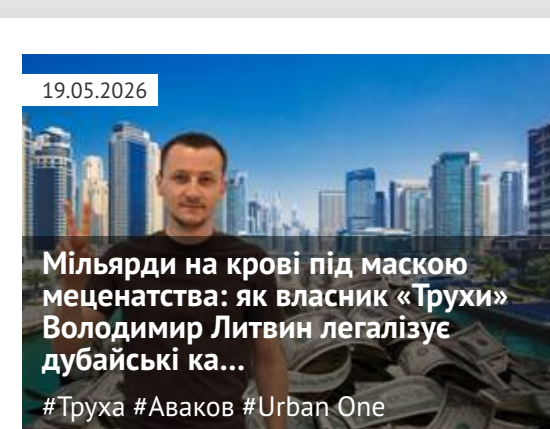 19.05.2026
Мільярди на крові під маскою
меценатства: як власник «Трухи»
Володимир Литвин легалізує
дубайські ка...
#Труха #Аваков #Urban One